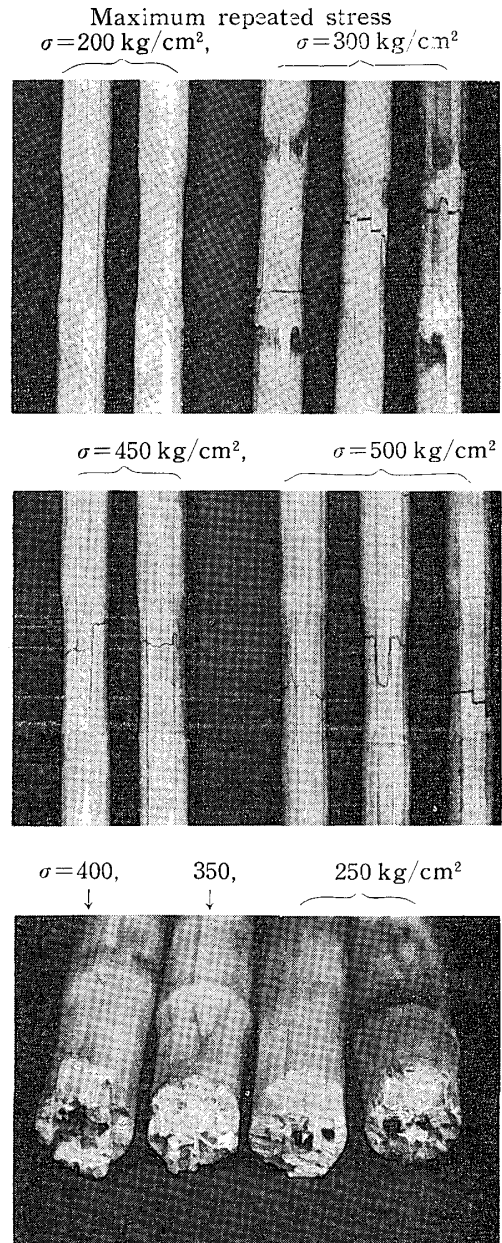 Maximum repeated stress
σ=200 kg/cm², σ=300 kg/cm²
σ=450 kg/cm², σ=500 kg/cm²
σ=400, 350, 250 kg/cm²